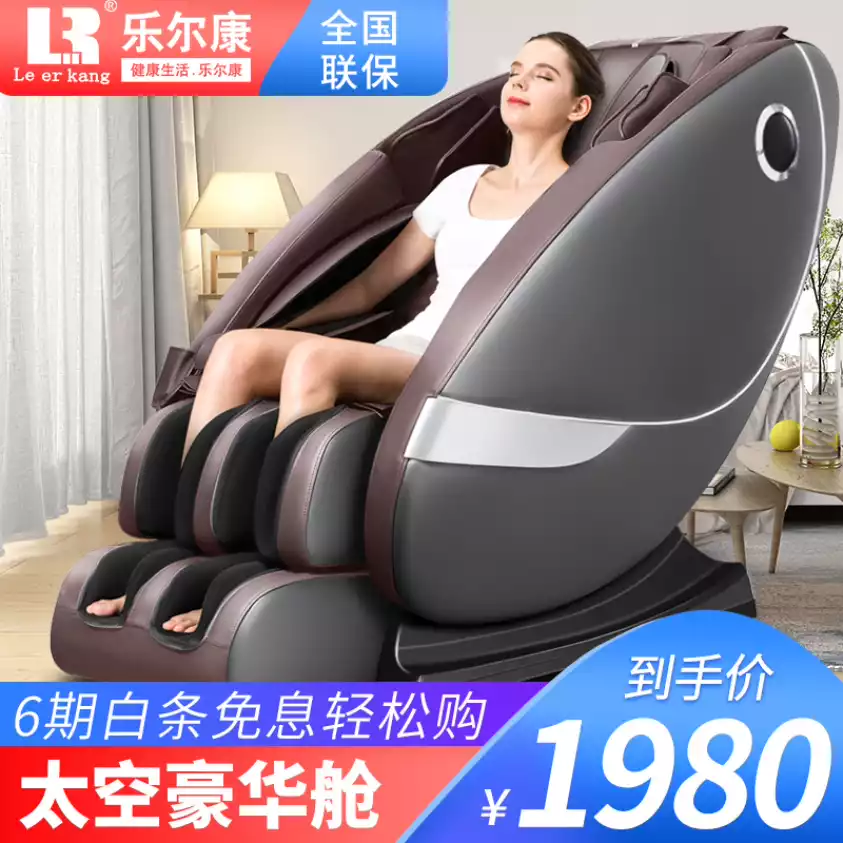 LR®
乐尔康
Le er kang
健康生活.乐尔康
全国
联保
到手价
6期白条免息轻松购
太空豪华舱
¥1980